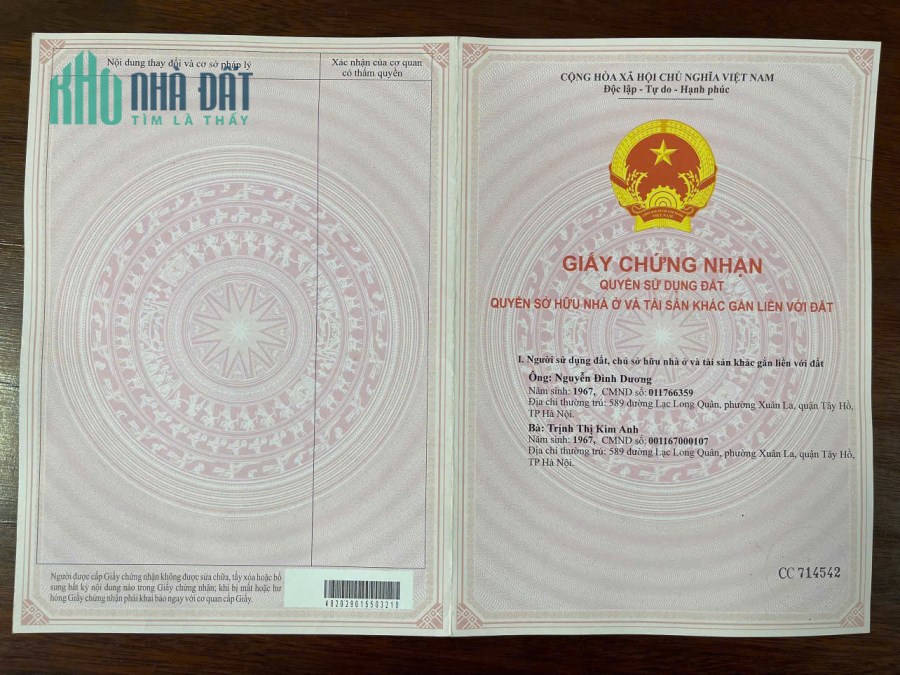 Nội dung thay đổi và cơ sở pháp lý
Xác nhận của cơ quan
có thẩm quyền
KHO NHÀ ĐẤT
TÌM LÀ THẤY
Người được cấp Giấy chứng nhận không được sửa chữa, tẩy xóa hoặc bổ
sung bất kỳ nội dung nào trong Giấy chứng nhận; khi bị mất hoặc hư
hỏng Giấy chứng nhận phải khai báo ngay với cơ quan cấp Giấy.
482029015503210
CỘNG HÒA XÃ HỘI CHỦ NGHĨA VIỆT NAM
Độc lập - Tự do - Hạnh phúc
VIỆT NAM
GIẤY CHỨNG NHẬN
QUYỀN SỬ DỤNG ĐẤT
QUYỀN SỞ HỮU NHÀ Ở VÀ TÀI SẢN KHÁC GẮN LIỀN VỚI ĐẤT
I. Người sử dụng đất, chủ sở hữu nhà ở và tài sản khác gắn liền với đất
Ông: Nguyễn Đình Dương
Năm sinh: 1967, CMND số: 011766359
Địa chỉ thường trú: 589 đường Lạc Long Quân, phường Xuân La, quận Tây Hồ,
TP Hà Nội.
Bà: Trịnh Thị Kim Anh
Năm sinh: 1967, CMND số: 001167000107
Địa chỉ thường trú: 589 đường Lạc Long Quân, phường Xuân La, quận Tây Hồ,
TP Hà Nội.
CC 714542